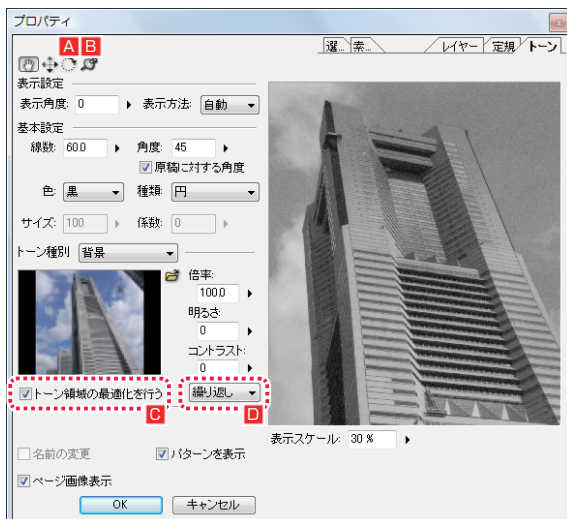 プロパティ
A B
選... 素... レイヤー 定規 トーン
表示設定
表示角度: 0 表示方法: 自動
基本設定
線数: 60.0 角度: 45
原稿に対する角度
色: 黒 種類: 円
サイズ: 100 係数: 0
トーン種別 背景
倍率:
100.0
明るさ:
0
コントラスト:
0
トーン領域の最適化を行う 繰り返し
C D
表示スケール: 30 %
名前の変更 パターンを表示
ページ画像表示
OK キャンセル